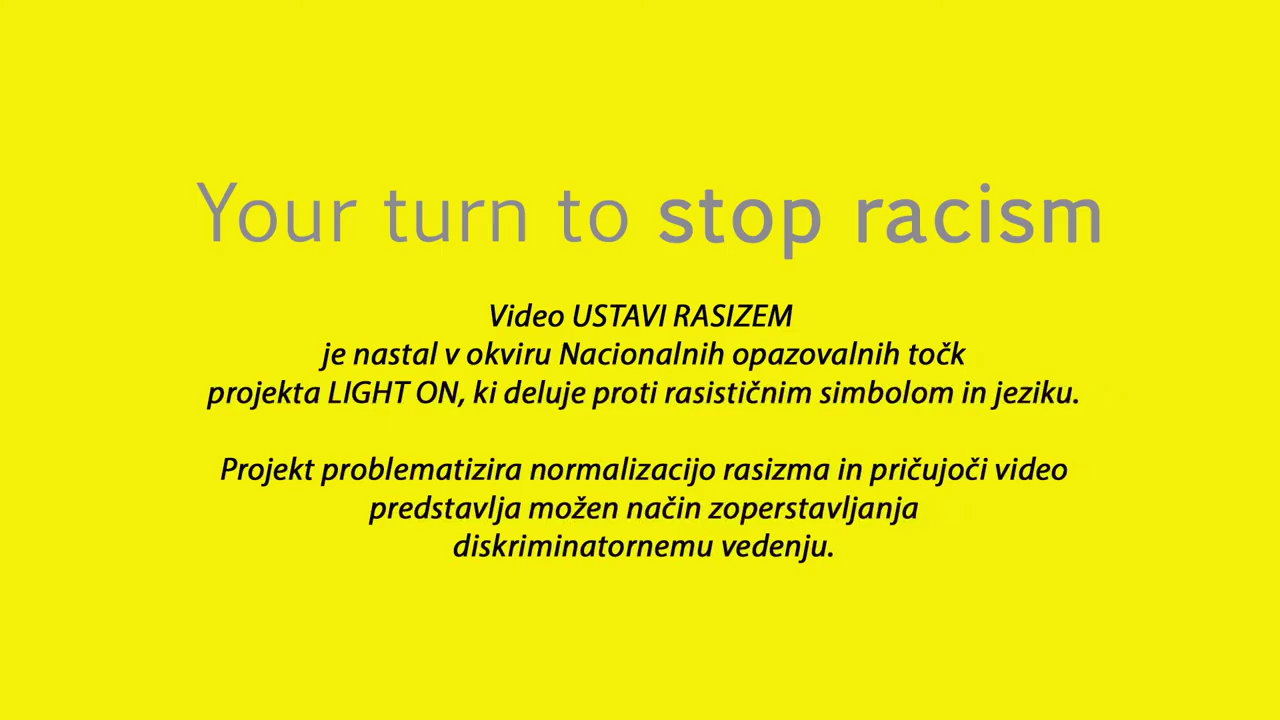 Your turn to stop racism
Video USTAVI RASIZEM
je nastal v okviru Nacionalnih opazovalnih točk
projekta LIGHT ON, ki deluje proti rasističnim simbolom in jeziku.
Projekt problematizira normalizacijo rasizma in pričujoči video
predstavlja možen način zoperstavljanja
diskriminatornemu vedenju.